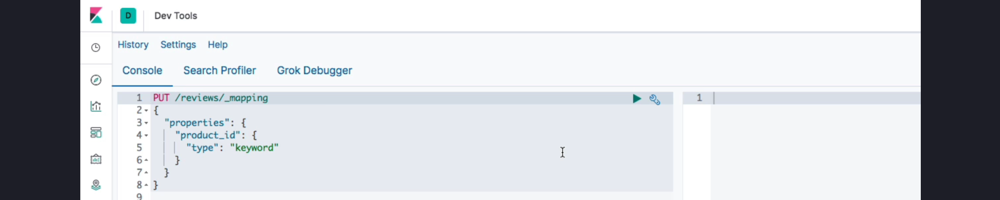 D Dev Tools
History Settings Help
Console Search Profiler Grok Debugger
1 PUT /reviews/_mapping
2 {
3 "properties": {
4 "product_id": {
5 "type": "keyword"
6 }
7 }
8 }
9
1